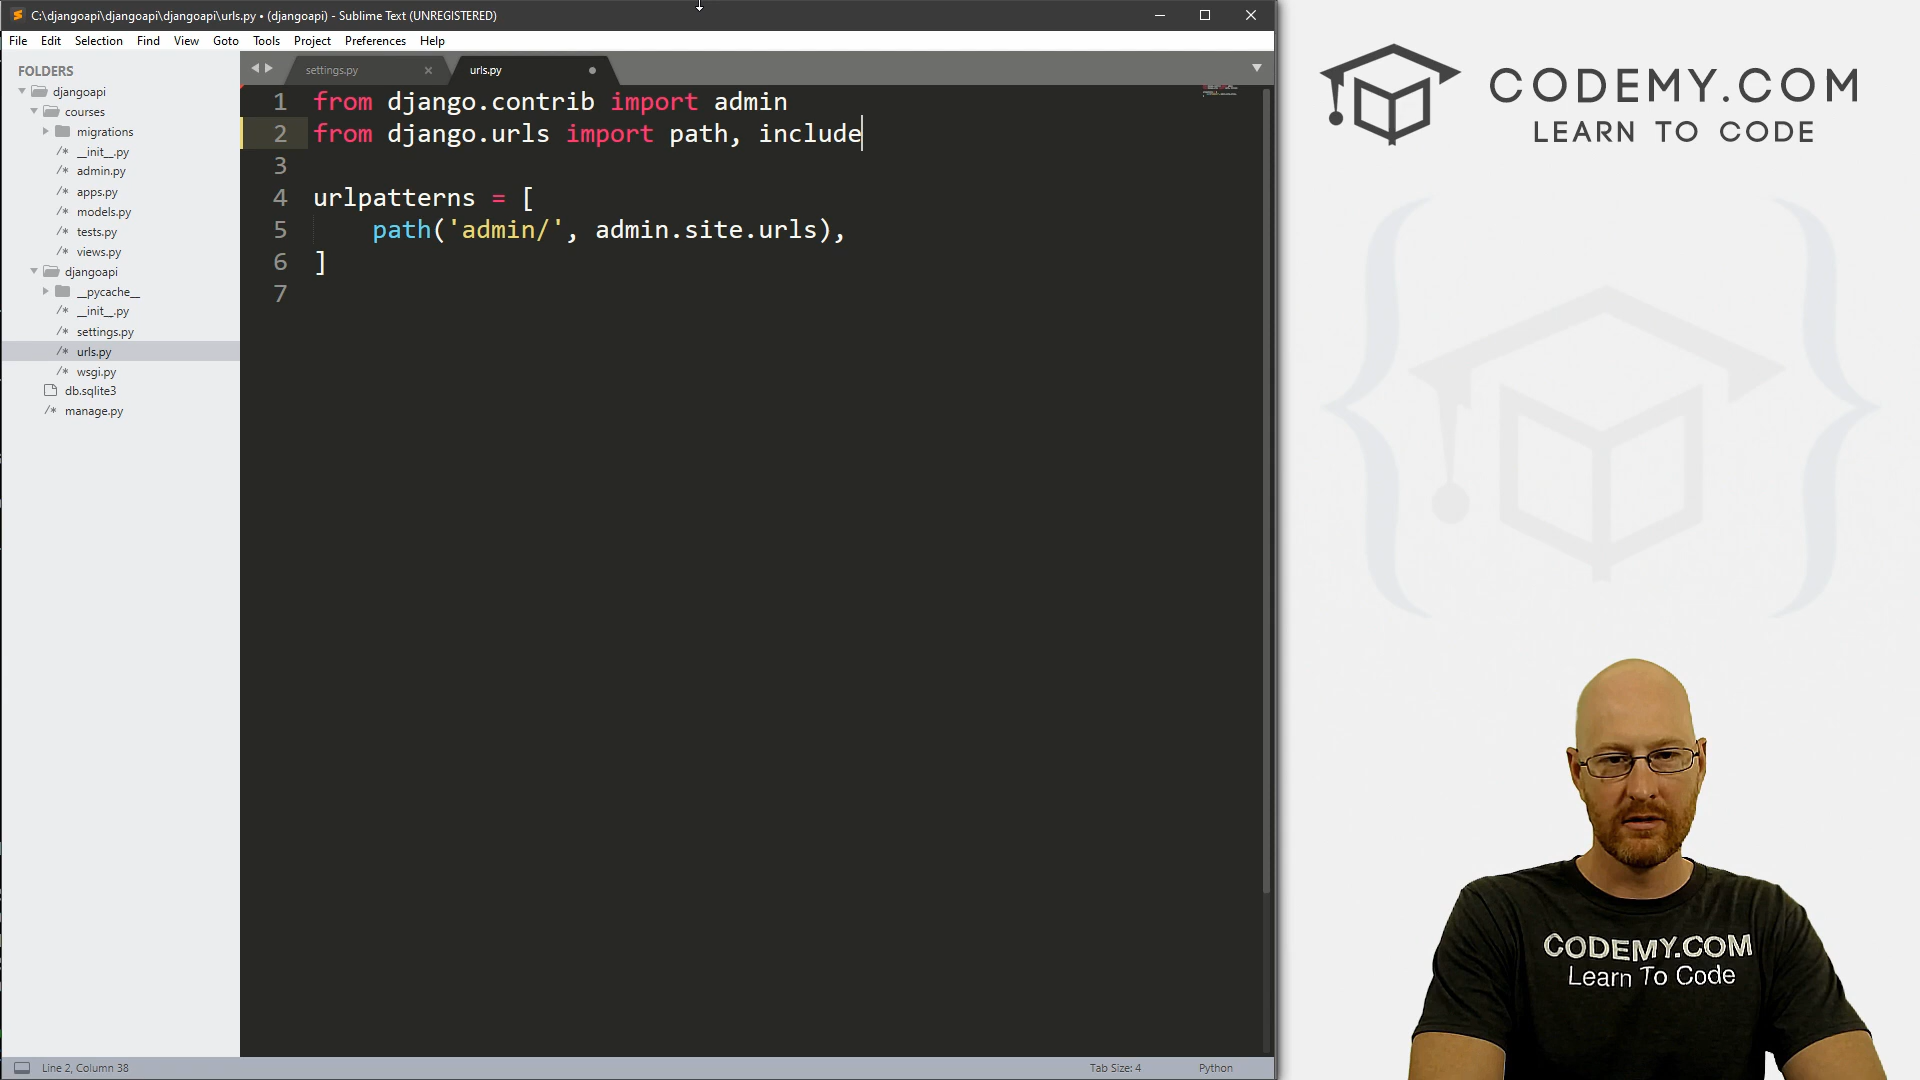 C:\djangoapi\djangoapi\djangoapi\urls.py • (djangoapi) - Sublime Text (UNREGISTERED)
File Edit Selection Find View Goto Tools Project Preferences Help
FOLDERS
djangoapi
courses
migrations
__init__.py
admin.py
apps.py
models.py
tests.py
views.py
djangoapi
__pycache__
__init__.py
settings.py
urls.py
wsgi.py
db.sqlite3
manage.py
settings.py urls.py
1 from django.contrib import admin
2 from django.urls import path, include
3
4 urlpatterns = [
5 path('admin/', admin.site.urls),
6 ]
7
Line 2, Column 38 Tab Size: 4 Python
CODEMY.COM
LEARN TO CODE
CODEMY.COM
Learn To Code